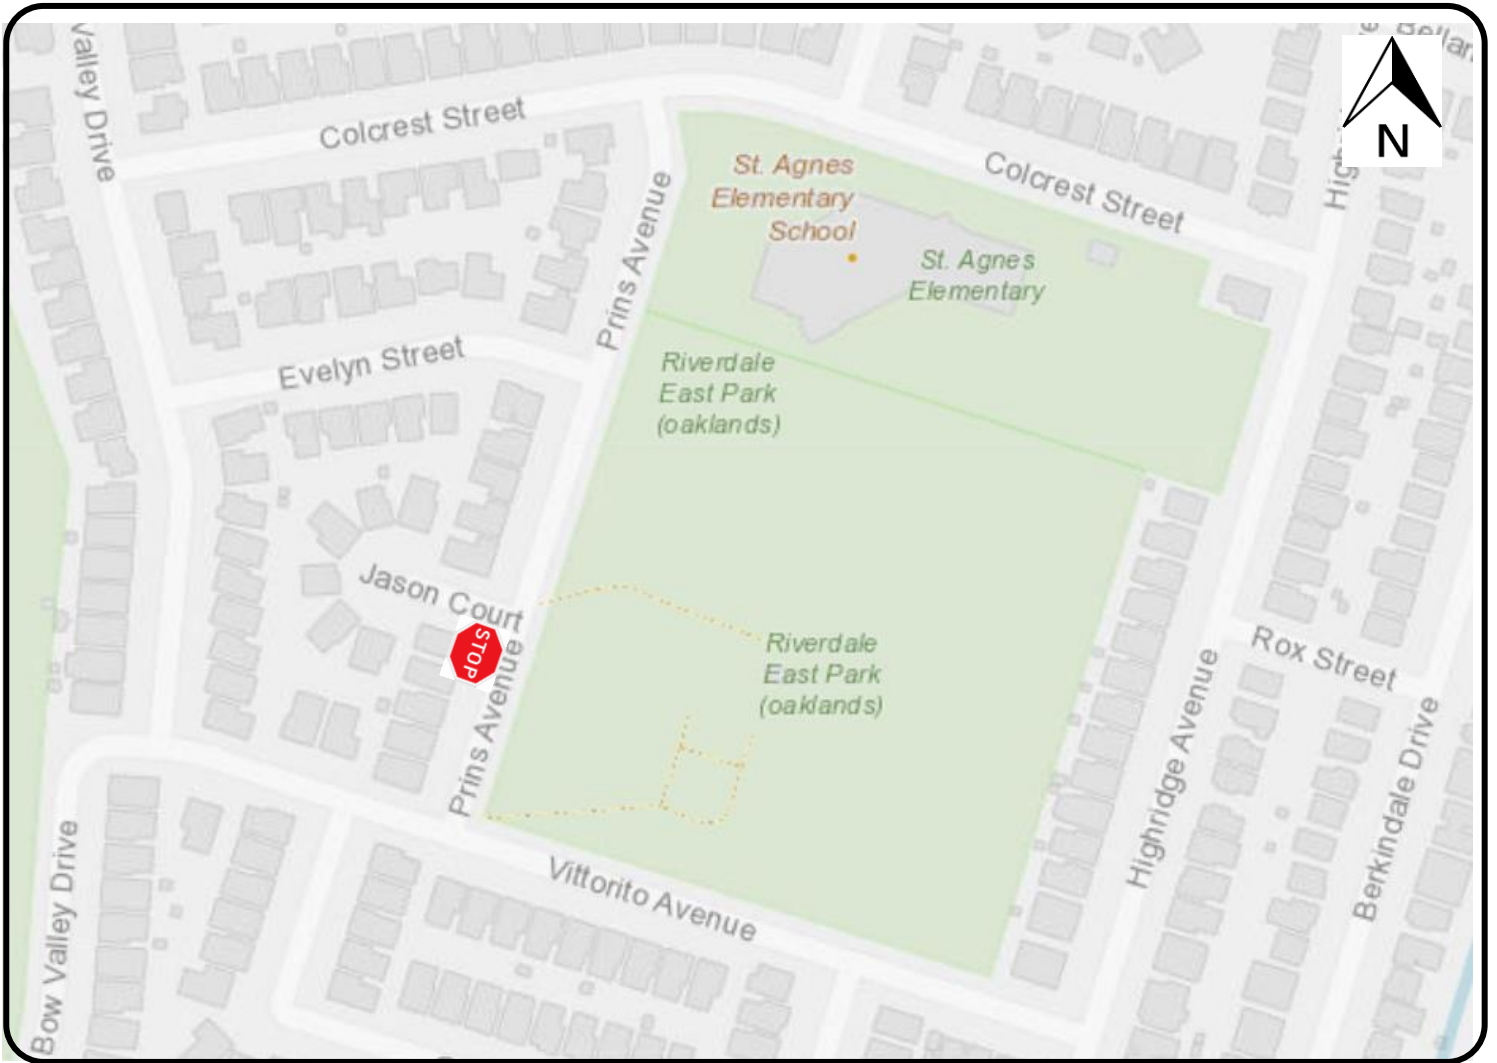 Valley Drive
Colcrest Street
N
St. Agnes
Elementary
School
Colcrest Street
Prins Avenue
St. Agnes
Elementary
Evelyn Street
Riverdale
East Park
(oaklands)
Jason Court
STOP
Prins Avenue
Riverdale
East Park
(oaklands)
Rox Street
Highridge Avenue
Berkindale Drive
Vittorito Avenue
Bow Valley Drive